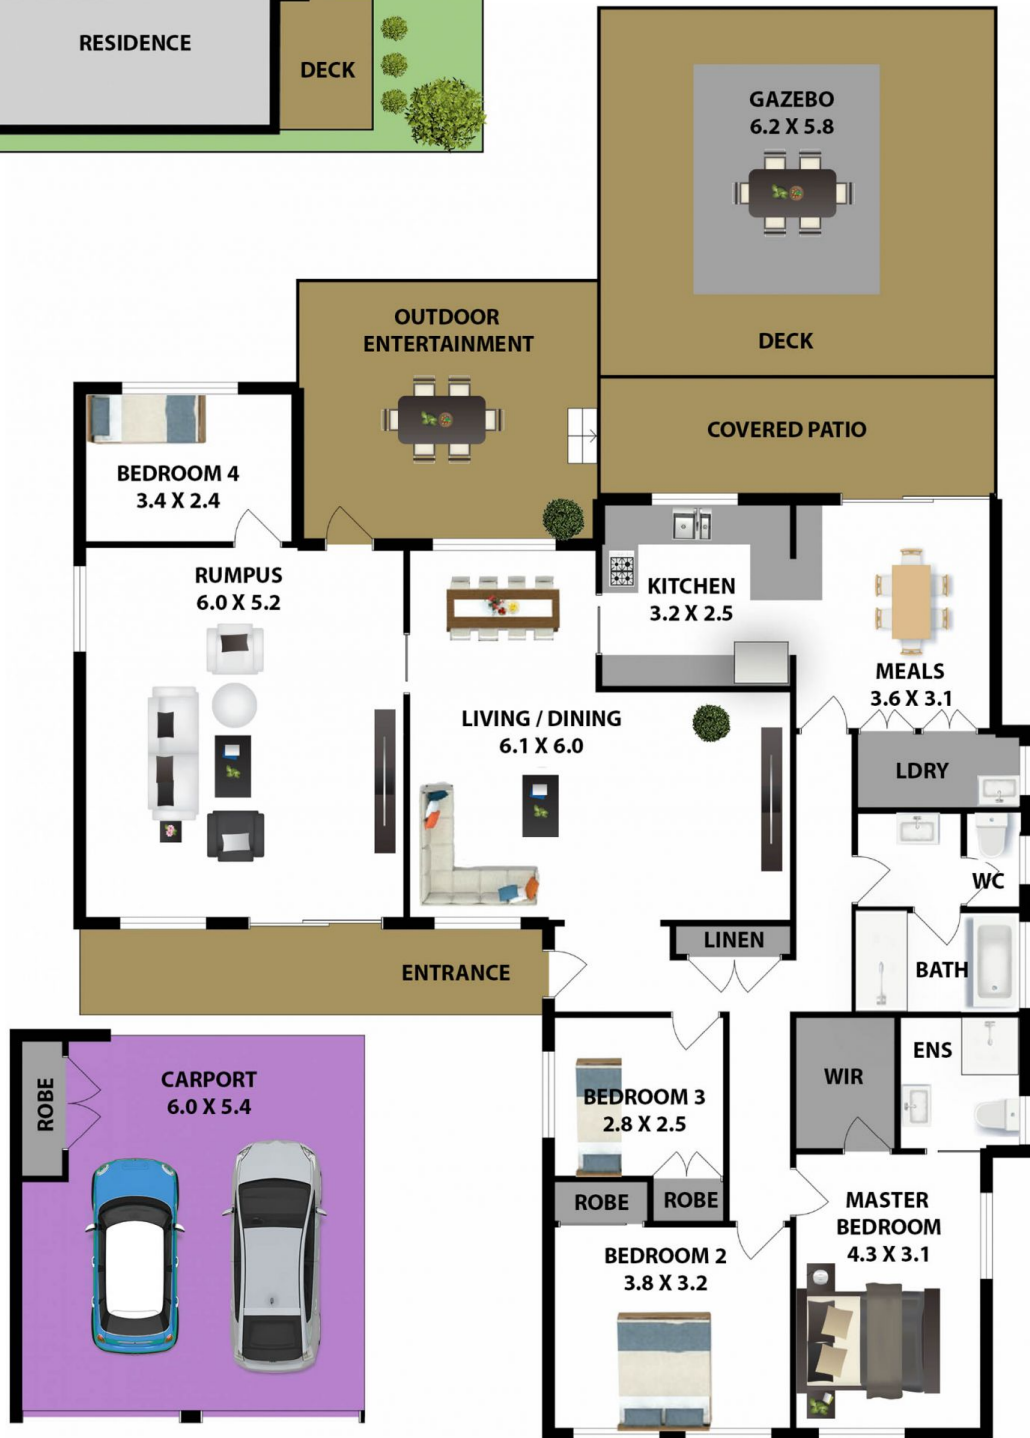 RESIDENCE
DECK
GAZEBO
6.2 X 5.8
DECK
OUTDOOR
ENTERTAINMENT
COVERED PATIO
BEDROOM 4
3.4 X 2.4
RUMPUS
6.0 X 5.2
KITCHEN
3.2 X 2.5
MEALS
3.6 X 3.1
LIVING / DINING
6.1 X 6.0
LDRY
WC
LINEN
BATH
ENTRANCE
ENS
WIR
CARPORT
6.0 X 5.4
ROBE
BEDROOM 3
2.8 X 2.5
ROBE
ROBE
MASTER
BEDROOM
4.3 X 3.1
BEDROOM 2
3.8 X 3.2